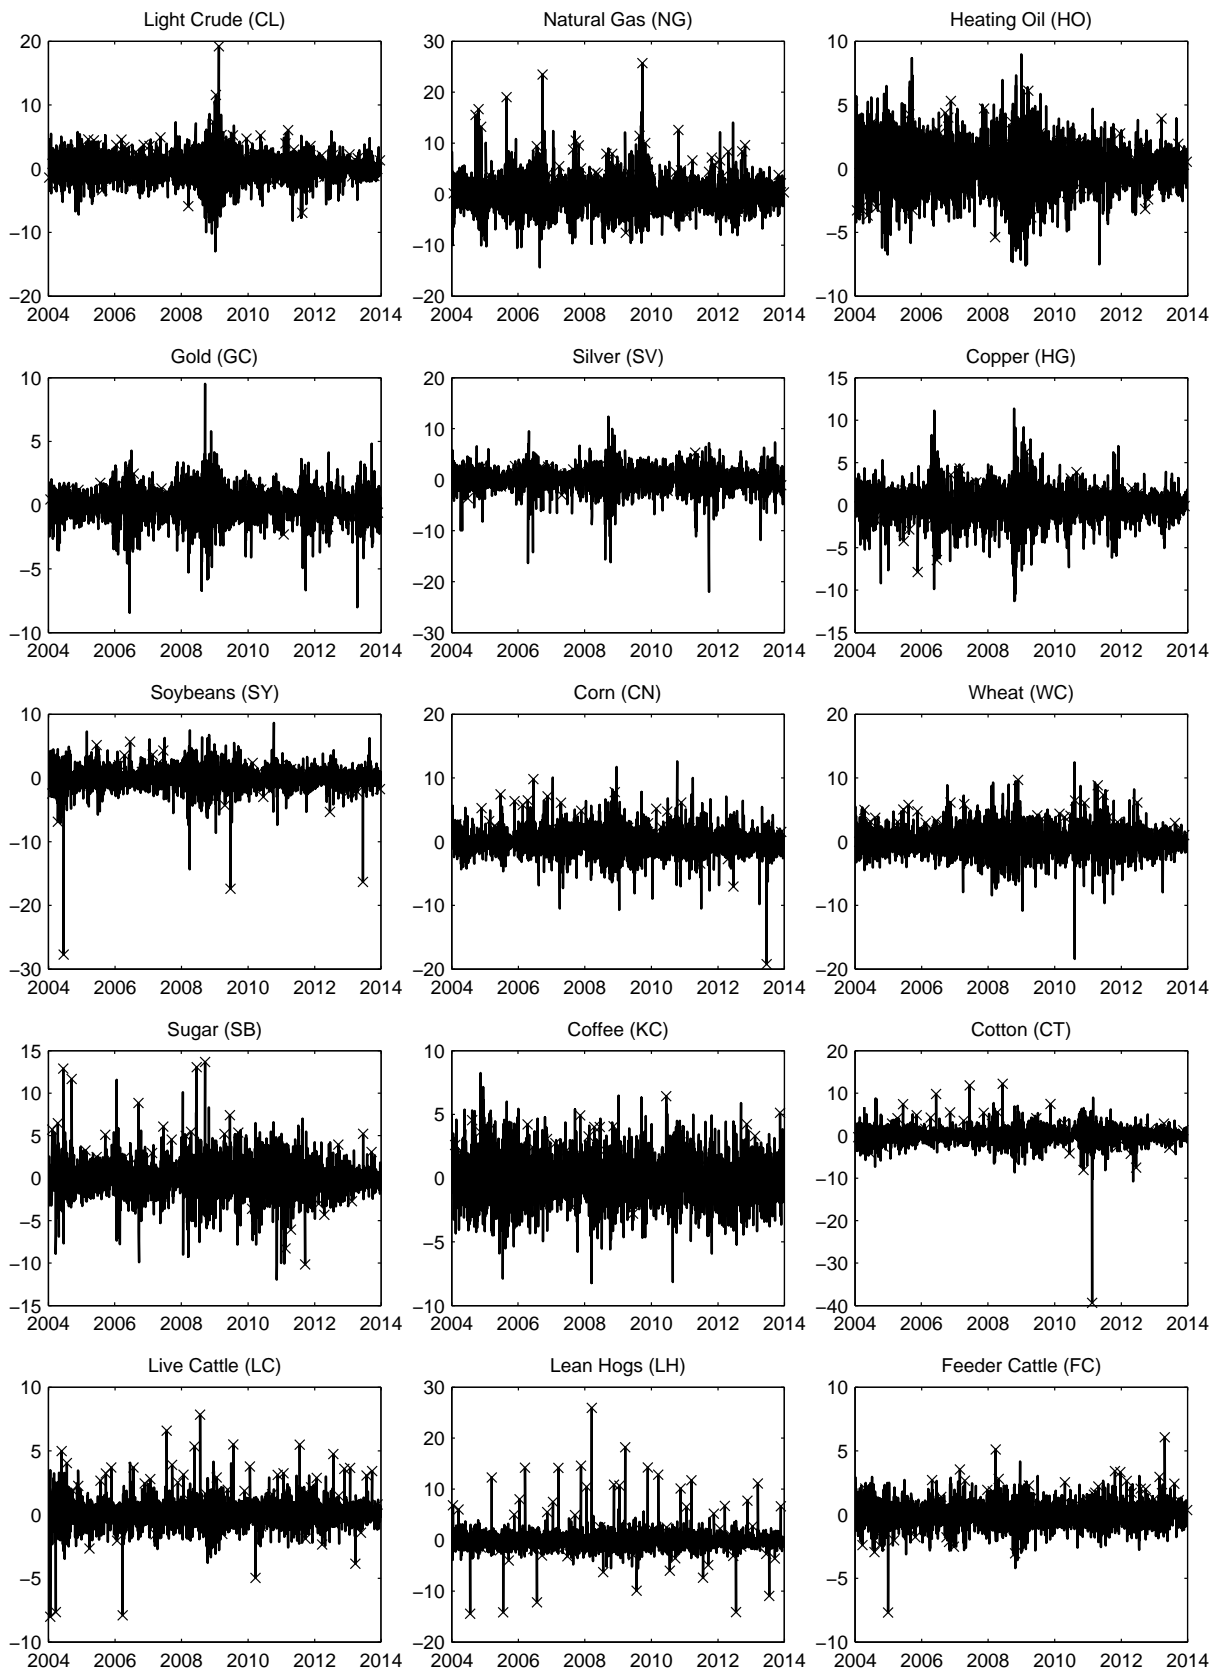 Light Crude (CL) Natural Gas (NG) Heating Oil (HO)
20 30 10
10 20 5
0 10 0
−10 0 −5
−20 −10 −10
−20
2004 2006 2008 2010 2012 2014 2004 2006 2008 2010 2012 2014 2004 2006 2008 2010 2012 2014
Gold (GC) Silver (SV) Copper (HG)
10 20 15
5 10 10
0 0 5
−5 −10 0
−10 −20 −5
−30 −10
−15
2004 2006 2008 2010 2012 2014 2004 2006 2008 2010 2012 2014 2004 2006 2008 2010 2012 2014
Soybeans (SY) Corn (CN) Wheat (WC)
10 20 20
0 10 10
−10 0 0
−20 −10 −10
−30 −20 −20
2004 2006 2008 2010 2012 2014 2004 2006 2008 2010 2012 2014 2004 2006 2008 2010 2012 2014
Sugar (SB) Coffee (KC) Cotton (CT)
15 10 20
10 5 10
5 0 0
0 −5 −10
−5 −10 −20
−10 −30
−15 −40
2004 2006 2008 2010 2012 2014 2004 2006 2008 2010 2012 2014 2004 2006 2008 2010 2012 2014
Live Cattle (LC) Lean Hogs (LH) Feeder Cattle (FC)
10 30 10
5 20 5
0 10 0
−5 0 −5
−10 −10 −10
−20
2004 2006 2008 2010 2012 2014 2004 2006 2008 2010 2012 2014 2004 2006 2008 2010 2012 2014